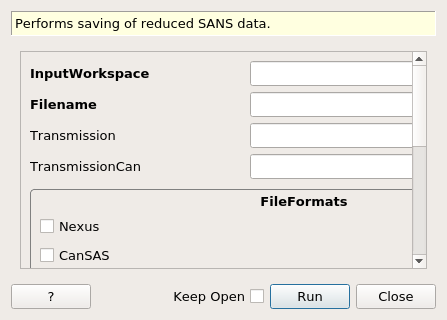 Performs saving of reduced SANS data.
InputWorkspace
Filename
Transmission
TransmissionCan
FileFormats
Nexus
CanSAS
? Keep Open Run Close